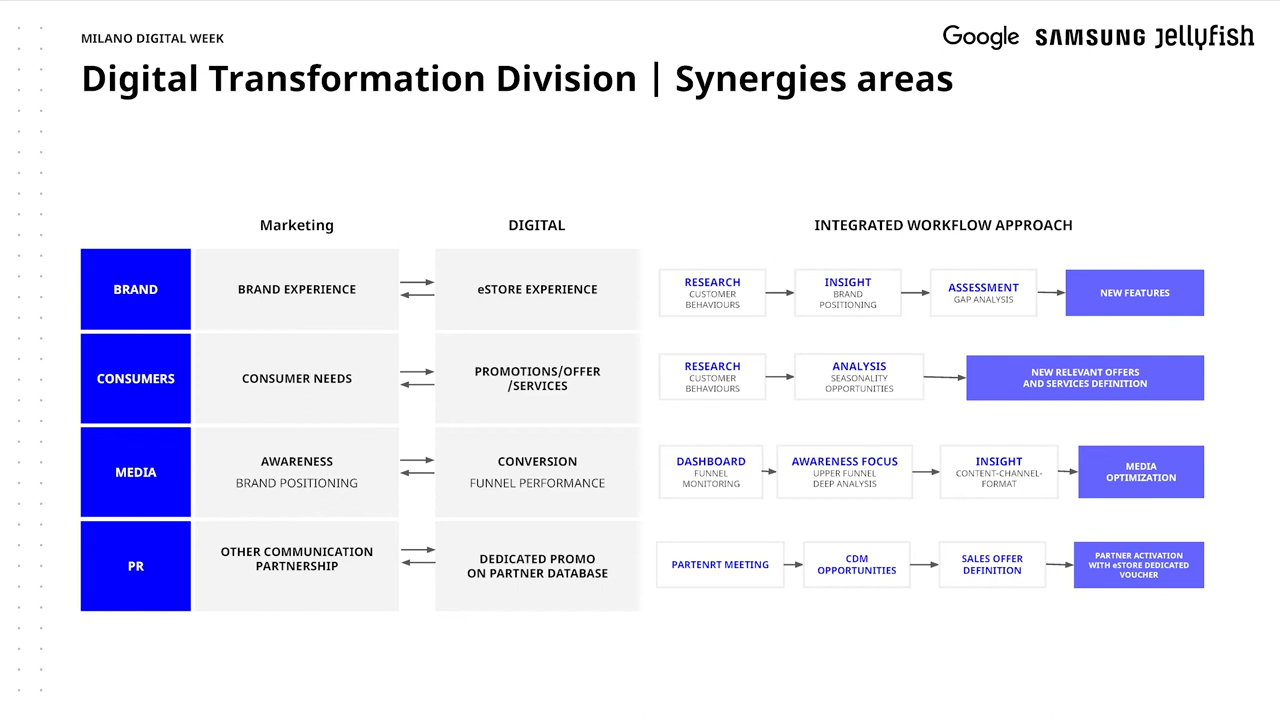 MILANO DIGITAL WEEK
Google SAMSUNG Jellyfish
Digital Transformation Division | Synergies areas
Marketing
DIGITAL
INTEGRATED WORKFLOW APPROACH
BRAND
BRAND EXPERIENCE
eSTORE EXPERIENCE
RESEARCH
CUSTOMER
BEHAVIOURS
INSIGHT
BRAND
POSITIONING
ASSESSMENT
GAP ANALYSIS
NEW FEATURES
CONSUMERS
CONSUMER NEEDS
PROMOTIONS/OFFER
/SERVICES
RESEARCH
CUSTOMER
BEHAVIOURS
ANALYSIS
SEASONALITY
OPPORTUNITIES
NEW RELEVANT OFFERS
AND SERVICES DEFINITION
MEDIA
AWARENESS
BRAND POSITIONING
CONVERSION
FUNNEL PERFORMANCE
DASHBOARD
FUNNEL
MONITORING
AWARENESS FOCUS
UPPER FUNNEL
DEEP ANALYSIS
INSIGHT
CONTENT-CHANNEL-
FORMAT
MEDIA
OPTIMIZATION
PR
OTHER COMMUNICATION
PARTNERSHIP
DEDICATED PROMO
ON PARTNER DATABASE
PARTENRT MEETING
CDM
OPPORTUNITIES
SALES OFFER
DEFINITION
PARTNER ACTIVATION
WITH eSTORE DEDICATED
VOUCHER